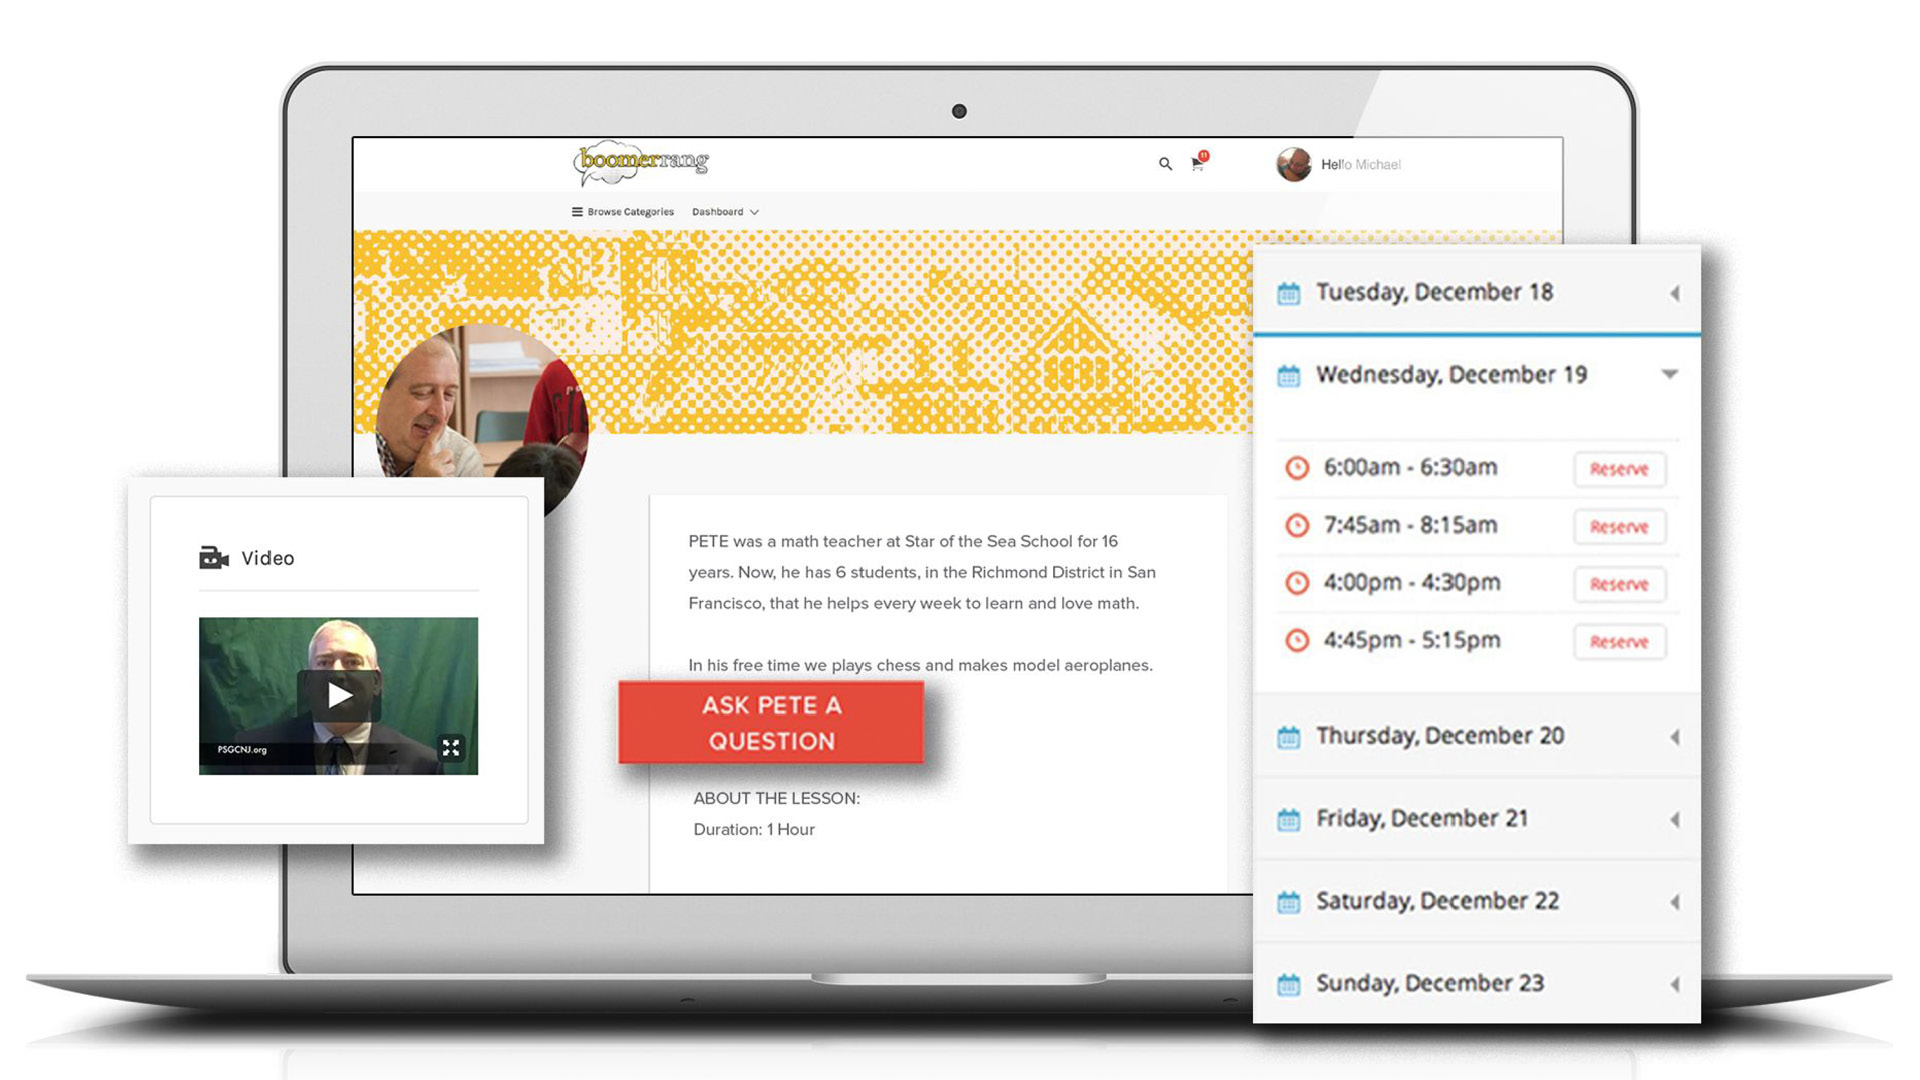 boomerrang
11
Hello Michael
Browse Categories
Dashboard
Tuesday, December 18
Wednesday, December 19
6:00am - 6:30am
Reserve
7:45am - 8:15am
Reserve
4:00pm - 4:30pm
Reserve
4:45pm - 5:15pm
Reserve
Thursday, December 20
Friday, December 21
Saturday, December 22
Sunday, December 23
Video
PSGCNJ.org
PETE was a math teacher at Star of the Sea School for 16
years. Now, he has 6 students, in the Richmond District in San
Francisco, that he helps every week to learn and love math.
In his free time we plays chess and makes model aeroplanes.
ASK PETE A
QUESTION
ABOUT THE LESSON:
Duration: 1 Hour